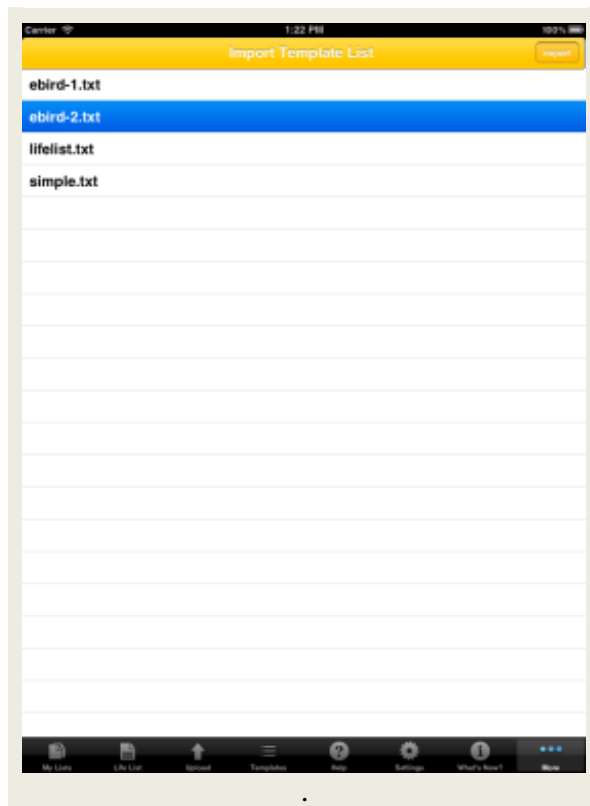 Carrier 1:22 PM 100%
Import Template List Import
ebird-1.txt
ebird-2.txt
lifelist.txt
simple.txt
My Lists Life List Upload Templates Help Settings What's New? More
.